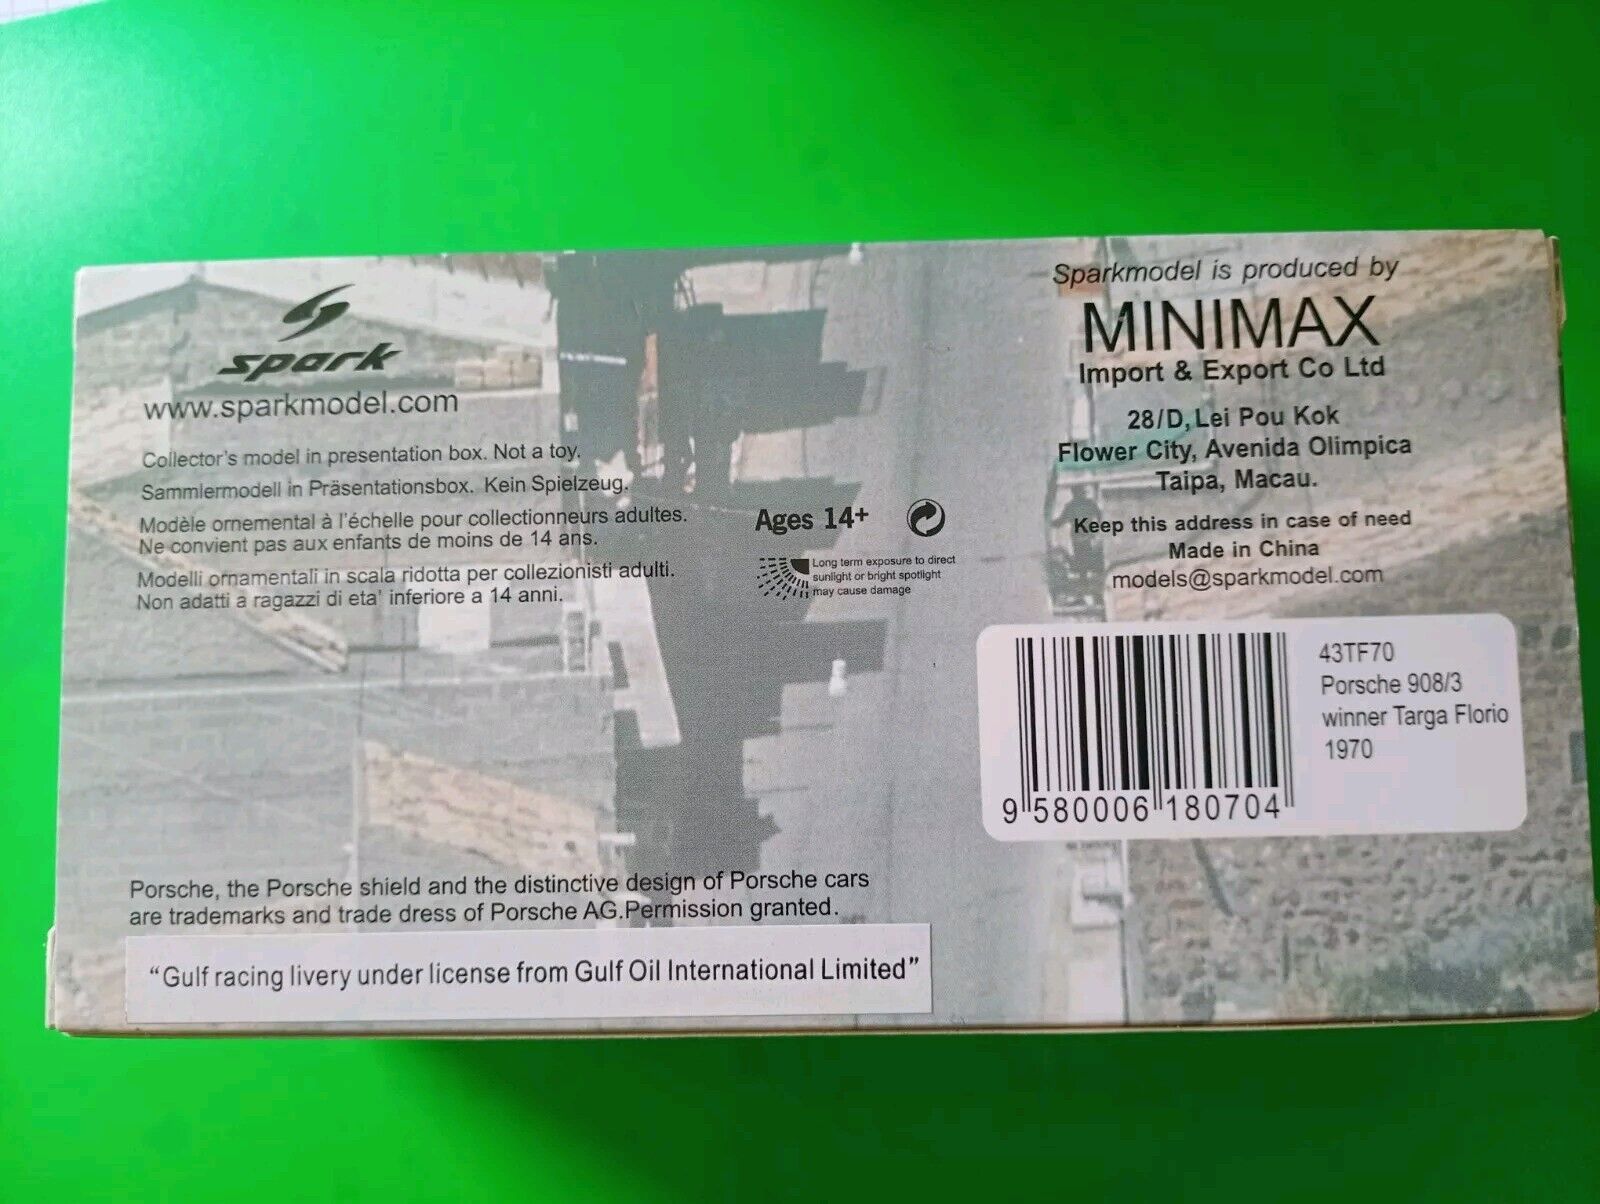 spark
www.sparkmodel.com
Collector's model in presentation box. Not a toy.
Sammlermodell in Präsentationsbox. Kein Spielzeug.
Modèle ornemental à l'échelle pour collectionneurs adultes.
Ne convient pas aux enfants de moins de 14 ans.
Modelli ornamentali in scala ridotta per collezionisti adulti.
Non adatti a ragazzi di eta' inferiore a 14 anni.
Ages 14+
Long term exposure to direct
sunlight or bright spotlight
may cause damage
Sparkmodel is produced by
MINIMAX
Import & Export Co Ltd
28/D, Lei Pou Kok
Flower City, Avenida Olimpica
Taipa, Macau.
Keep this address in case of need
Made in China
models@sparkmodel.com
43TF70
Porsche 908/3
winner Targa Florio
1970
9 580006 180704
Porsche, the Porsche shield and the distinctive design of Porsche cars
are trademarks and trade dress of Porsche AG.Permission granted.
“Gulf racing livery under license from Gulf Oil International Limited”